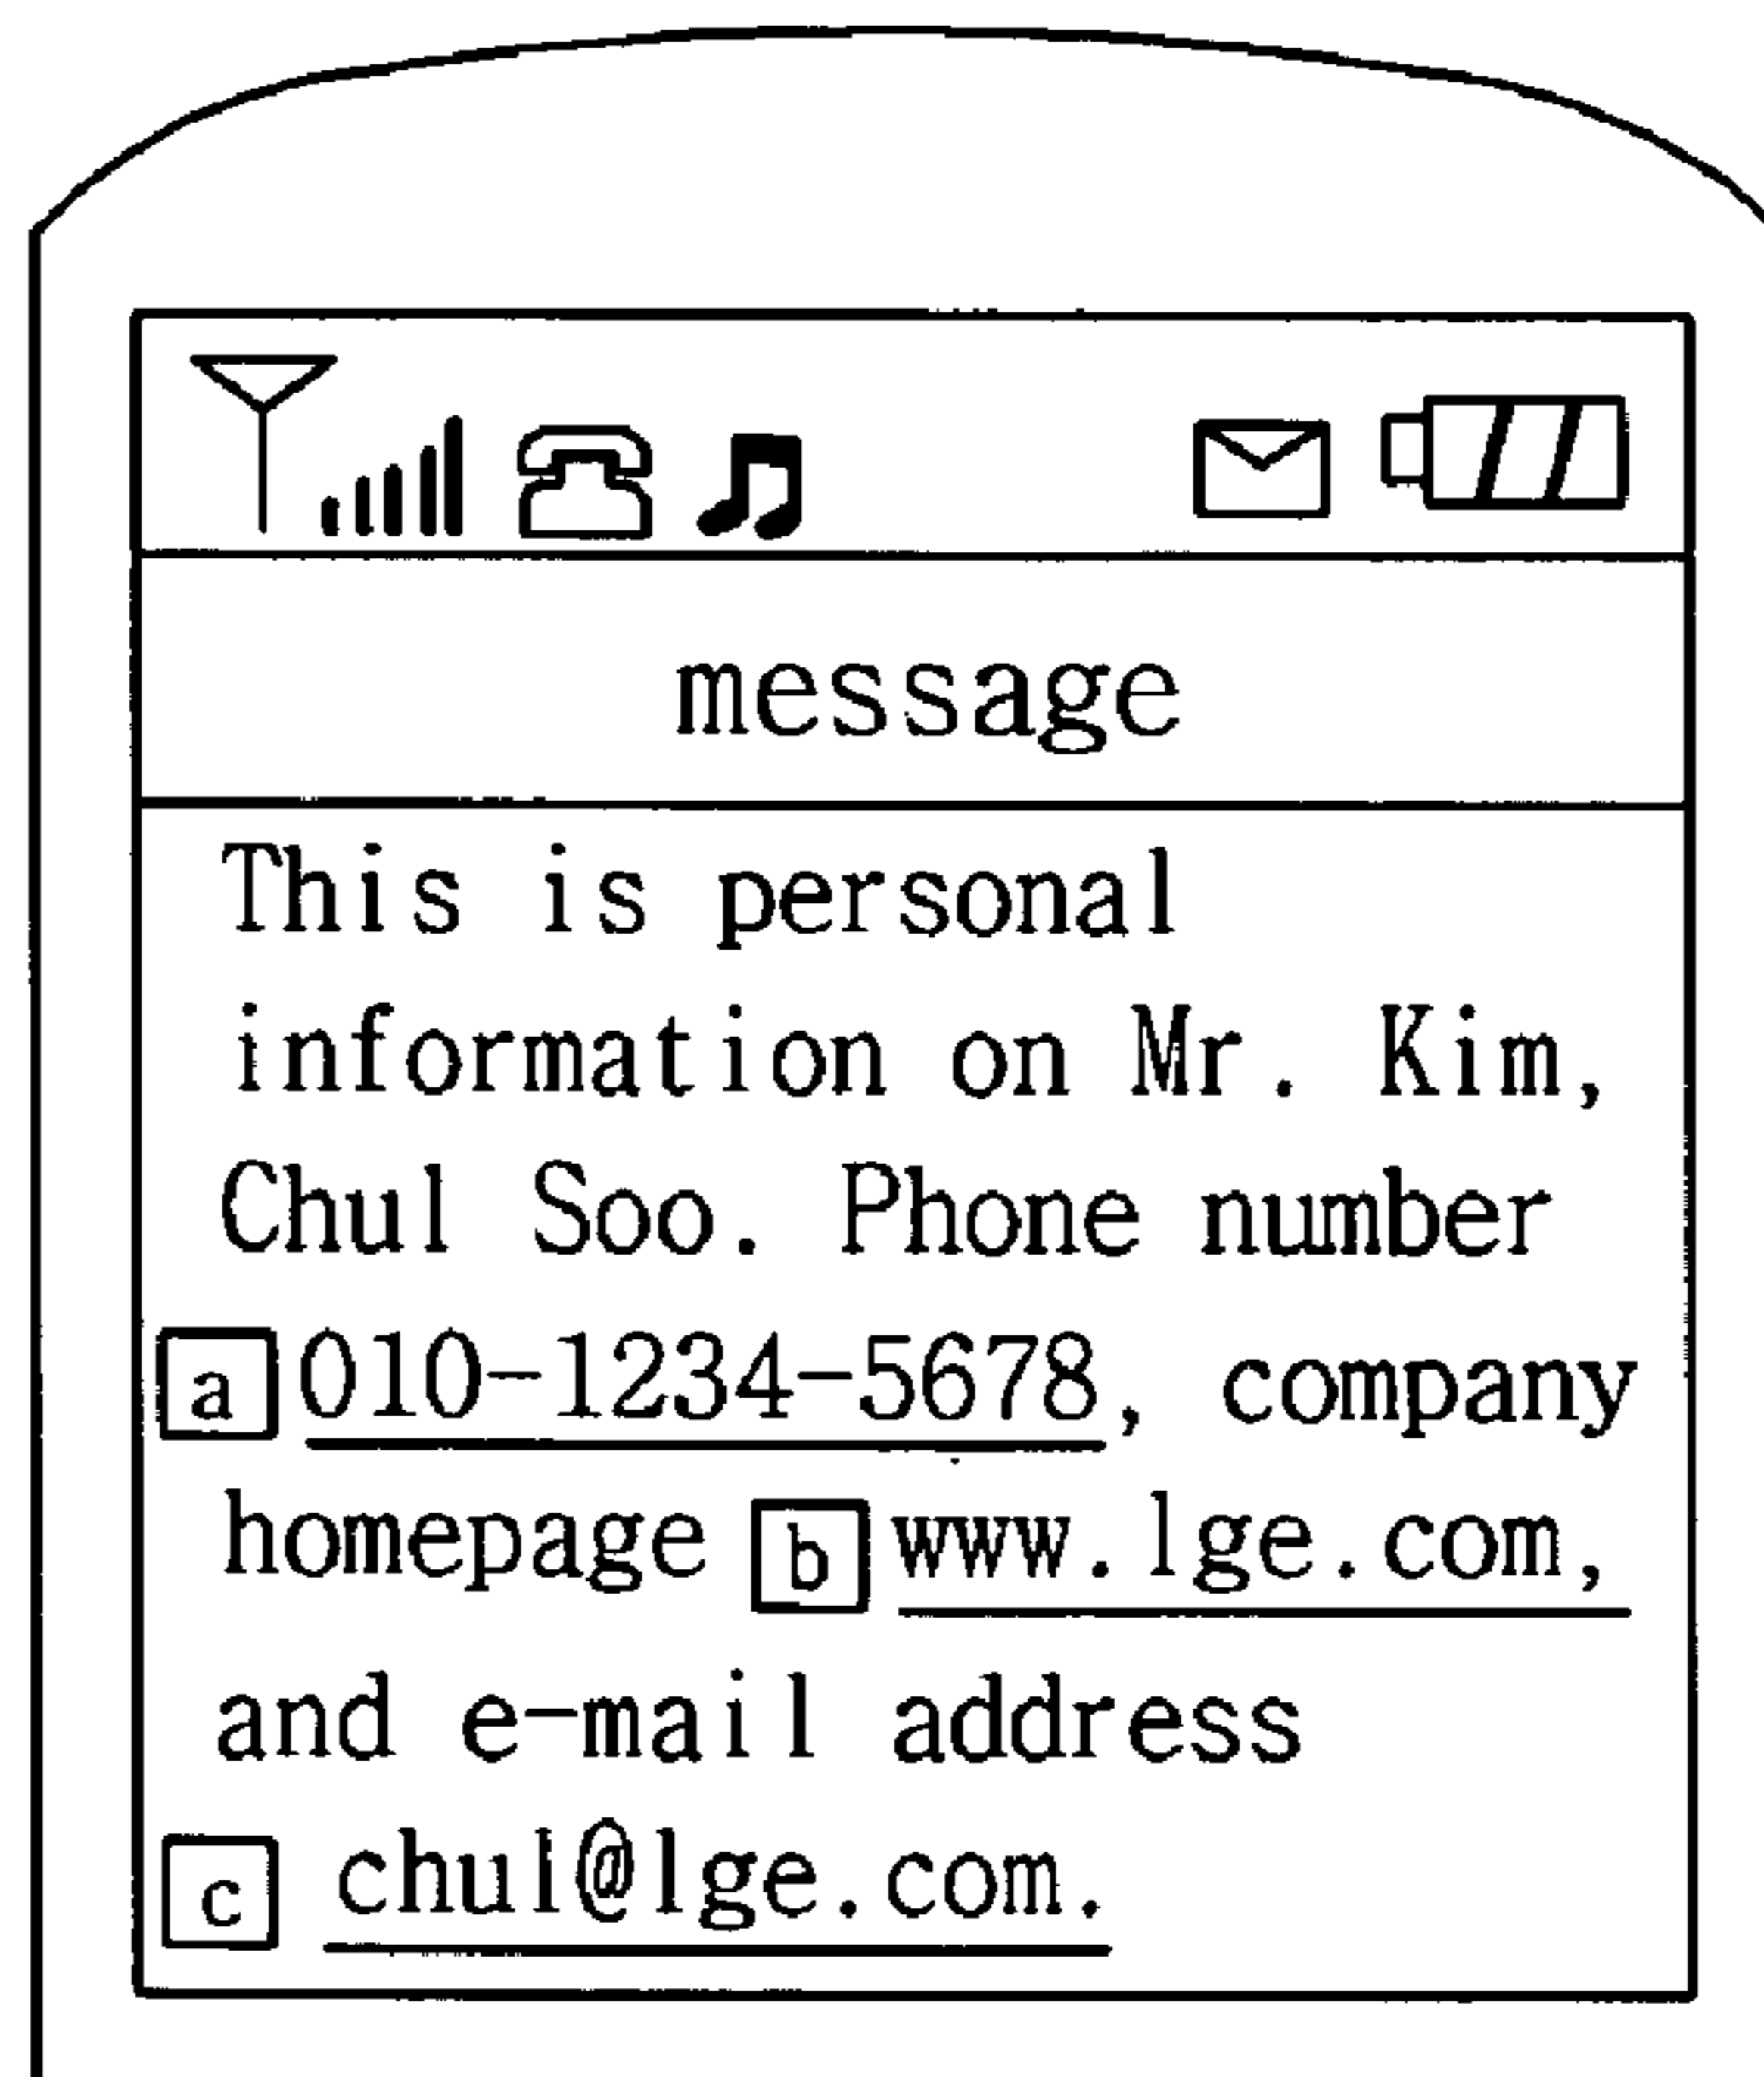 message
This is personal
information on Mr. Kim,
Chul Soo. Phone number
a 010-1234-5678, company
homepage b www.lge.com,
and e-mail address
c chul@lge.com.